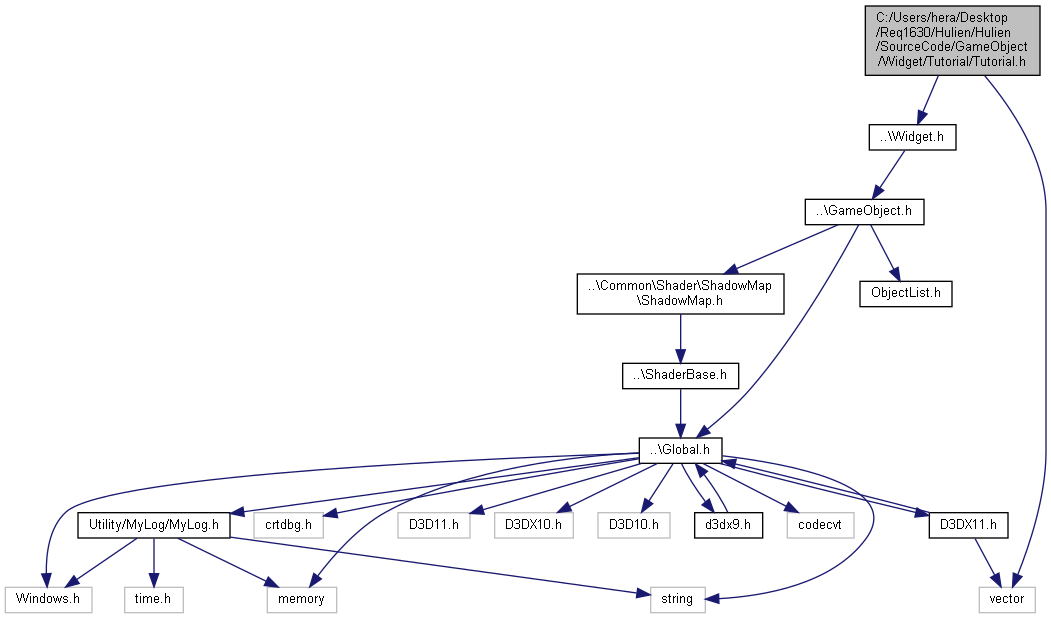 C:/Users/hera/Desktop
/Req1630/Hulien/Hulien
/SourceCode/GameObject
/Widget/Tutorial/Tutorial.h
..\Widget.h
..\GameObject.h
..\Common\Shader\ShadowMap
\ShadowMap.h
ObjectList.h
..\ShaderBase.h
..\Global.h
Utility/MyLog/MyLog.h
crtdbg.h
D3D11.h
D3DX10.h
D3D10.h
d3dx9.h
codecvt
D3DX11.h
Windows.h
time.h
memory
string
vector